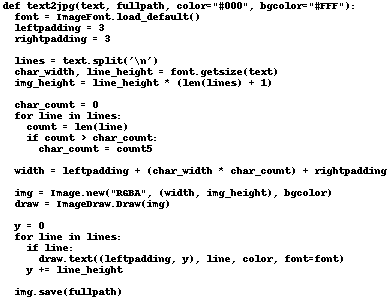 def text2jpg(text, fullpath, color="#000", bgcolor="#FFF"):
  font = ImageFont.load_default()
  leftpadding = 3
  rightpadding = 3

  lines = text.split('\n')
  char_width, line_height = font.getsize(text)
  img_height = line_height * (len(lines) + 1)

  char_count = 0
  for line in lines:
    count = len(line)
    if count > char_count:
      char_count = count5

  width = leftpadding + (char_width * char_count) + rightpadding

  img = Image.new("RGBA", (width, img_height), bgcolor)
  draw = ImageDraw.Draw(img)

  y = 0
  for line in lines:
    if line:
      draw.text((leftpadding, y), line, color, font=font)
    y += line_height

  img.save(fullpath)